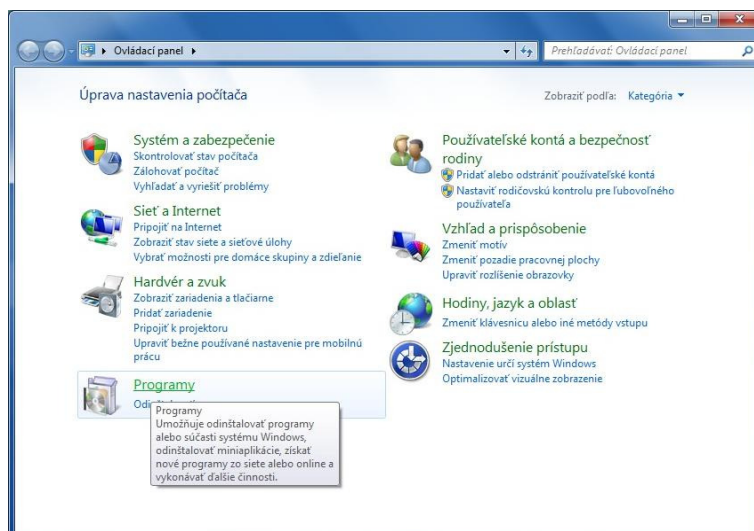 Ovládací panel
Prehľadávať: Ovládací panel
Úprava nastavenia počítača
Zobraziť podľa: Kategória
Systém a zabezpečenie
Skontrolovať stav počítača
Zálohovať počítač
Vyhľadať a vyriešiť problémy
Sieť a Internet
Pripojiť na Internet
Zobraziť stav siete a sieťové úlohy
Vybrať možnosti pre domáce skupiny a zdieľanie
Hardvér a zvuk
Zobraziť zariadenia a tlačiarne
Pridať zariadenie
Pripojiť k projektoru
Upraviť bežne používané nastavenie pre mobilnú
prácu
Programy
Programy
Umožňuje odinštalovať programy
alebo súčasti systému Windows,
odinštalovať miniaplikácie, získať
nové programy zo siete alebo online a
vykonávať ďalšie činnosti.
Používateľské kontá a bezpečnosť
rodiny
Pridať alebo odstrániť používateľské kontá
Nastaviť rodičovskú kontrolu pre ľubovoľného
používateľa
Vzhľad a prispôsobenie
Zmeniť motív
Zmeniť pozadie pracovnej plochy
Upraviť rozlíšenie obrazovky
Hodiny, jazyk a oblasť
Zmeniť klávesnicu alebo iné metódy vstupu
Zjednodušenie prístupu
Nastavenie určí systém Windows
Optimalizovať vizuálne zobrazenie